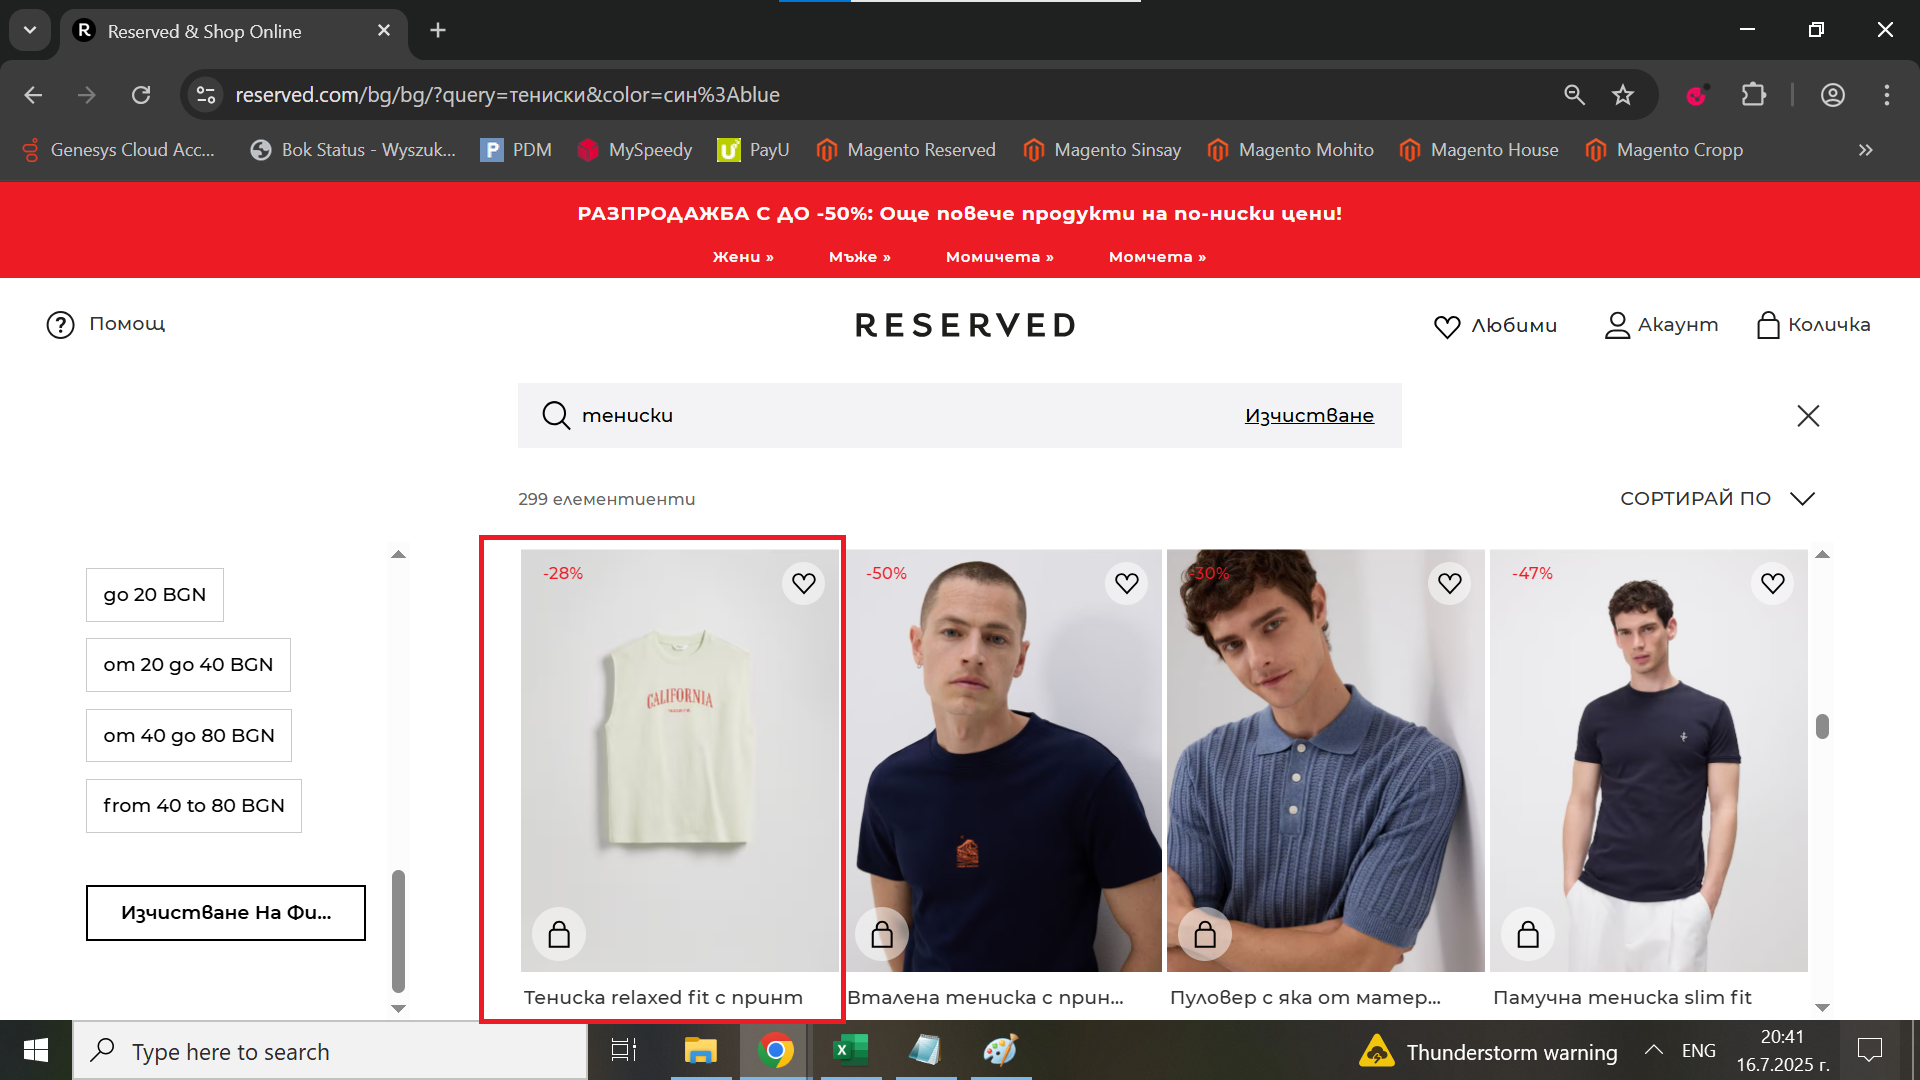 Reserved & Shop Online
reserved.com/bg/bg/?query=тениски&color=син%3Ablue
Genesys Cloud Acc...
Bok Status - Wyszuk...
PDM
MySpeedy
PayU
Magento Reserved
Magento Sinsay
Magento Mohito
Magento House
Magento Cropp
РАЗПРОДАЖБА С ДО -50%: Още повече продукти на по-ниски цени!
Жени » Мъже » Момичета » Момчета »
Помощ
RESERVED
Любими
Акаунт
Количка
тениски
Изчистване
299 елементиенти
СОРТИРАЙ ПО
до 20 BGN
от 20 до 40 BGN
от 40 до 80 BGN
from 40 to 80 BGN
Изчистване На Фи...
-28%
-50%
-30%
-47%
CALIFORNIA
Тениска relaxed fit с принт
Вталена тениска с прин...
Пуловер с яка от матер...
Памучна тениска slim fit
Type here to search
Thunderstorm warning
ENG
20:41
16.7.2025 г.